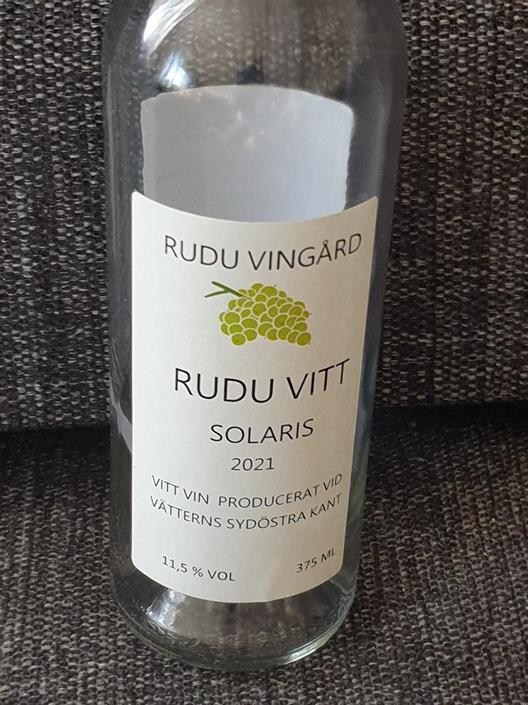 RUDU VINGÅRD
RUDU VITT
SOLARIS
2021
VITT VIN PRODUCERAT VID
VÄTTERNS SYDÖSTRA KANT
11,5 % VOL 375 ML